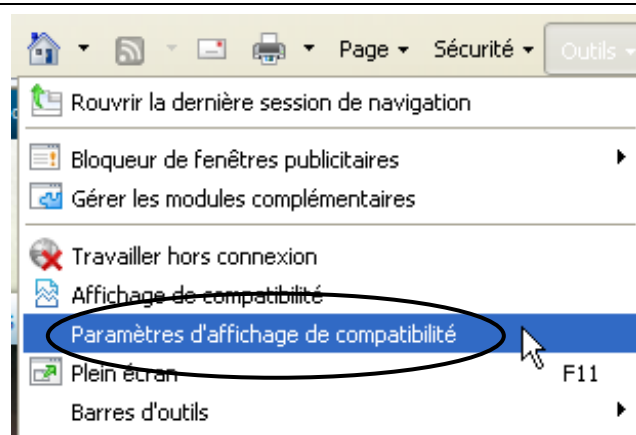 Page Sécurité Outils
Rouvrir la dernière session de navigation
Bloqueur de fenêtres publicitaires
Gérer les modules complémentaires
Travailler hors connexion
Affichage de compatibilité
Paramètres d'affichage de compatibilité
Plein écran F11
Barres d'outils